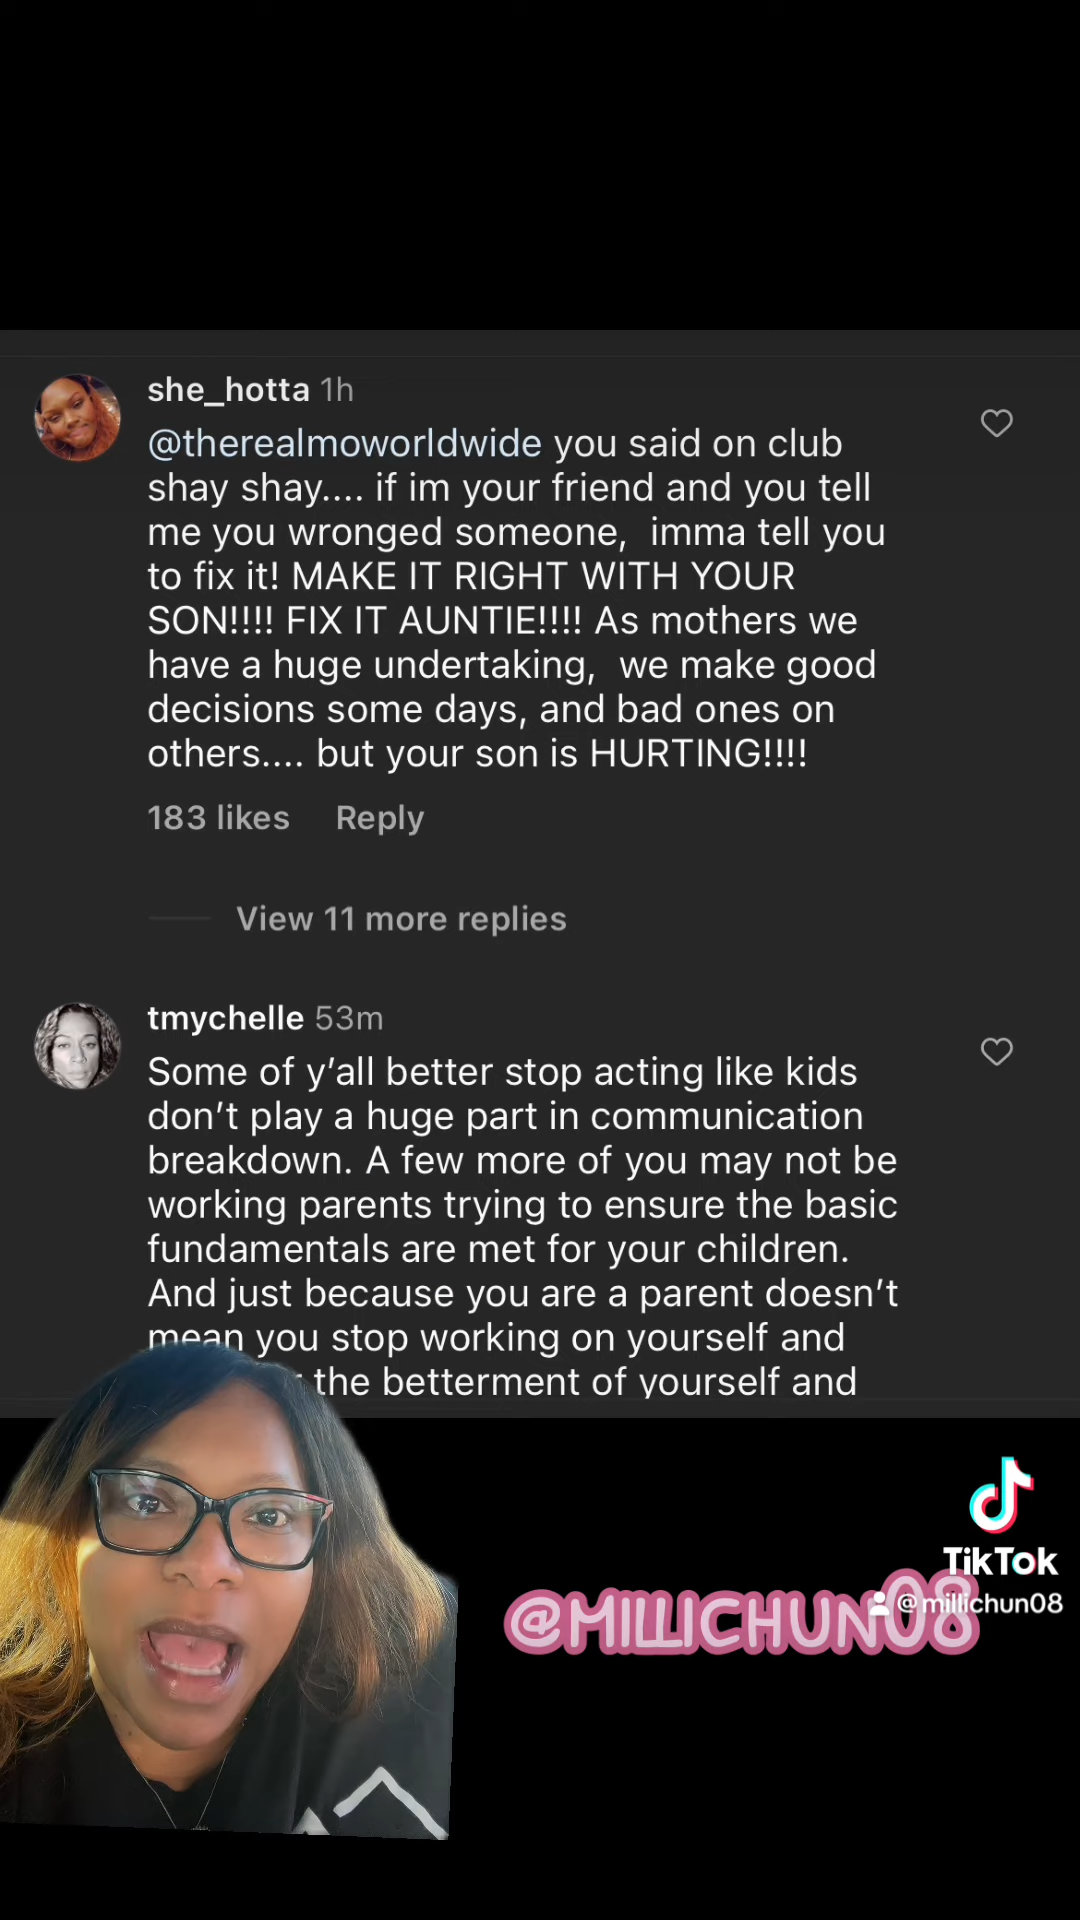 she_hotta 1h
@therealmoworldwide you said on club
shay shay.... if im your friend and you tell
me you wronged someone,  imma tell you
to fix it! MAKE IT RIGHT WITH YOUR
SON!!!! FIX IT AUNTIE!!!! As mothers we
have a huge undertaking,  we make good
decisions some days, and bad ones on
others.... but your son is HURTING!!!!
183 likes Reply
View 11 more replies
tmychelle 53m
Some of y’all better stop acting like kids
don’t play a huge part in communication
breakdown. A few more of you may not be
working parents trying to ensure the basic
fundamentals are met for your children.
And just because you are a parent doesn’t
mean you stop working on yourself and
the betterment of yourself and
TikTok
@millichun08
@MILLICHUN08